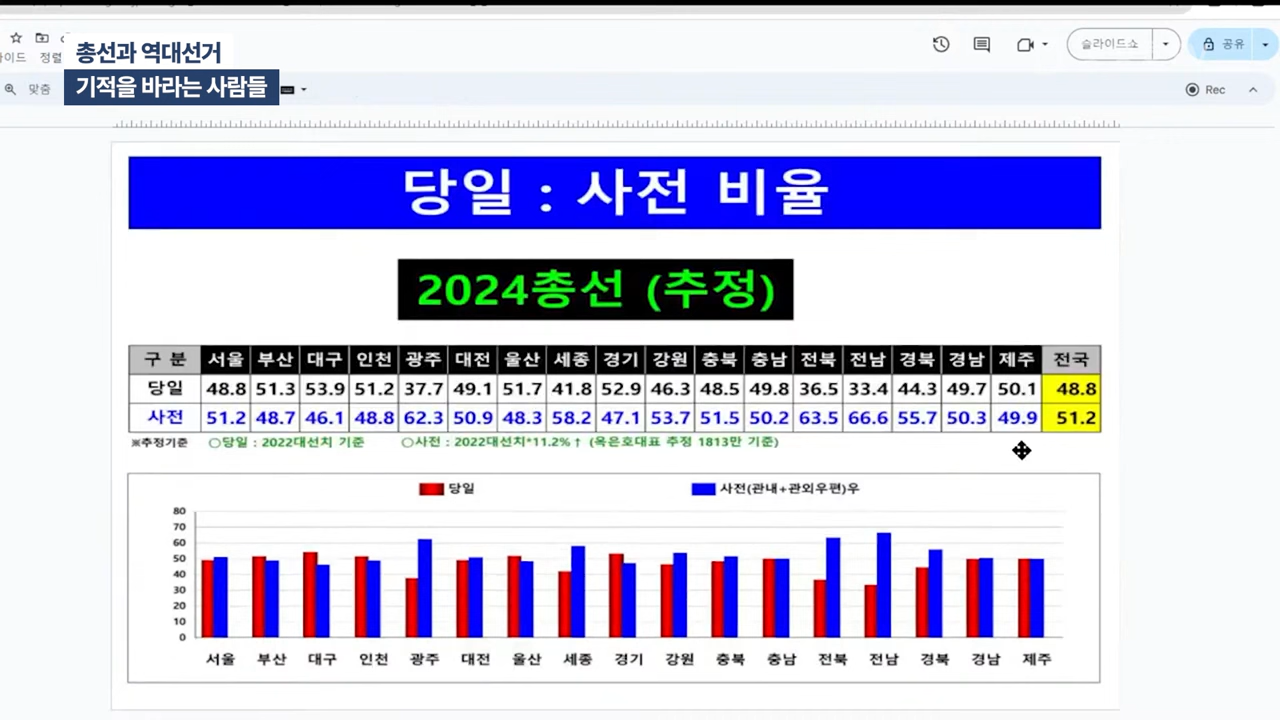 총선과 역대선거
기적을 바라는 사람들
슬라이드쇼
공유
이드 정렬
맞춤
Rec
당일 : 사전 비율
2024총선 (추정)
구 분 서울 부산 대구 인천 광주 대전 울산 세종 경기 강원 충북 충남 전북 전남 경북 경남 제주 전국
당일 48.8 51.3 53.9 51.2 37.7 49.1 51.7 41.8 52.9 46.3 48.5 49.8 36.5 33.4 44.3 49.7 50.1 48.8
사전 51.2 48.7 46.1 48.8 62.3 50.9 48.3 58.2 47.1 53.7 51.5 50.2 63.5 66.6 55.7 50.3 49.9 51.2
※추정기준 ○당일 : 2022대선치 기준 ○사전 : 2022대선치*11.2%↑ (옥은호대표 추정 1813만 기준)
당일 사전(관내+관외우편)우
80
70
60
50
40
30
20
10
0
서울 부산 대구 인천 광주 대전 울산 세종 경기 강원 충북 충남 전북 전남 경북 경남 제주